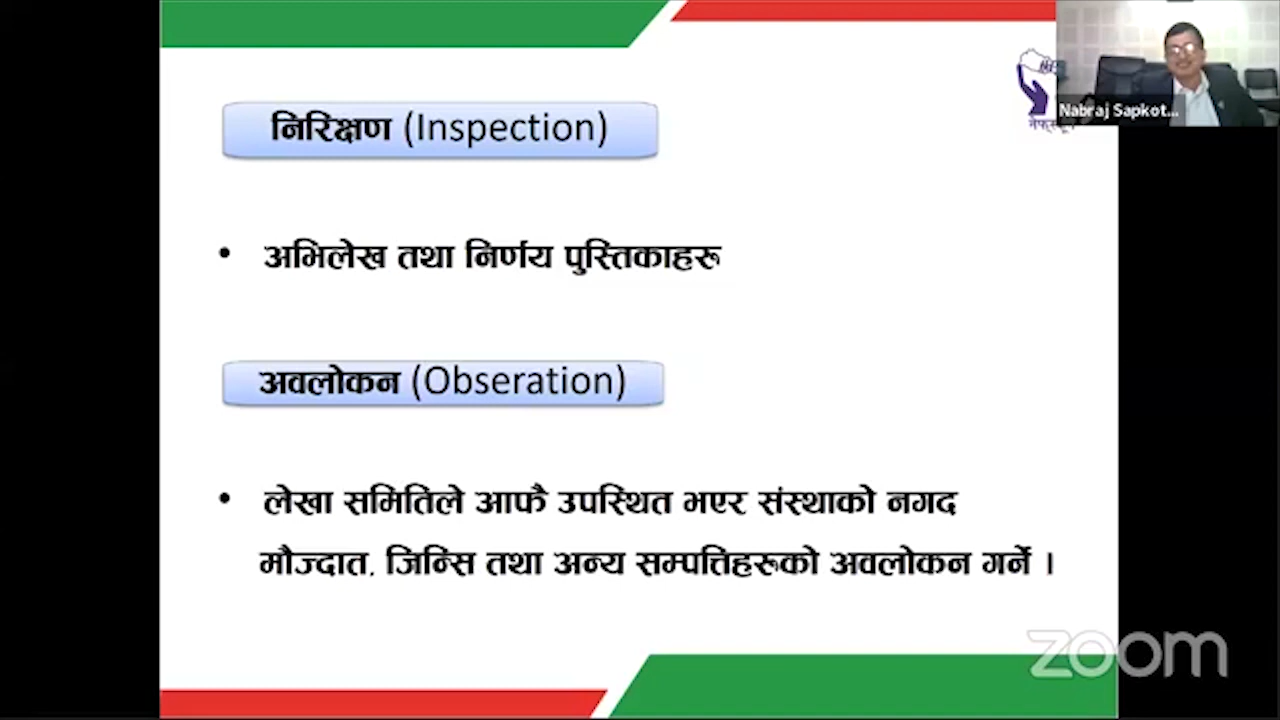 निरिक्षण (Inspection)
• अभिलेख तथा निर्णय पुस्तिकाहरू
अवलोकन (Obseration)
• लेखा समितिले आफै उपस्थित भएर संस्थाको नगद
मौज्दात, जिन्सि तथा अन्य सम्पत्तिहरूको अवलोकन गर्ने ।
Nabraj Sapkot...
zoom